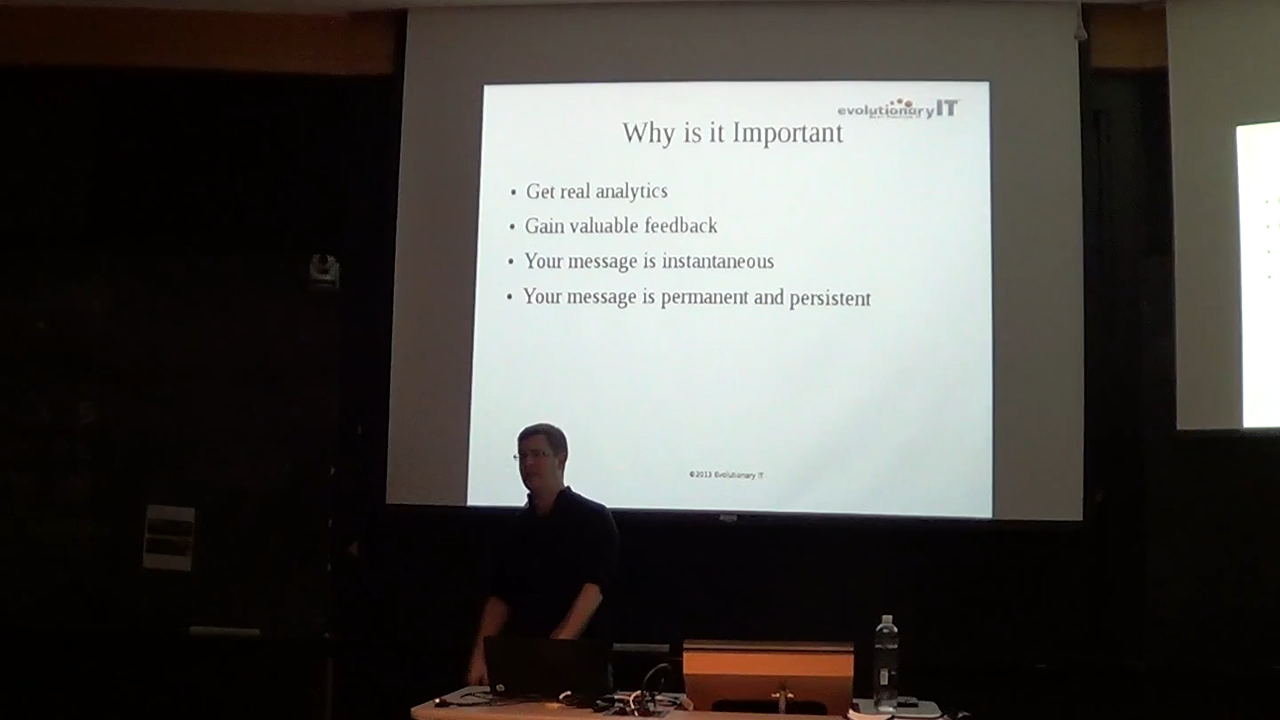 evolutionaryIT
Why is it Important
• Get real analytics
• Gain valuable feedback
• Your message is instantaneous
• Your message is permanent and persistent
©2013 Evolutionary IT